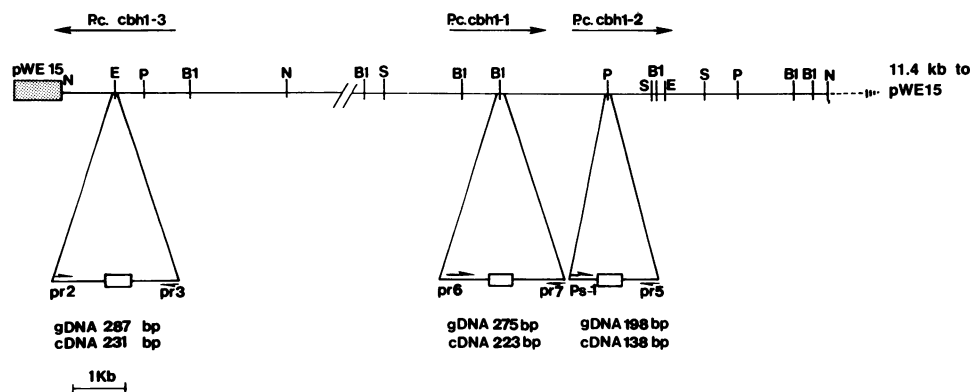 P.c. cbh1-3 P.c. cbh1-1 P.c. cbh1-2
pWE 15 N E P B1 N B1 S B1 B1 P S B1 E S P B1 B1 N 11.4 kb to
pWE15
pr2 pr3 pr6 pr7 Ps-1 pr5
gDNA 287 bp gDNA 275 bp gDNA 198 bp
cDNA 231 bp cDNA 223 bp cDNA 138 bp
1Kb